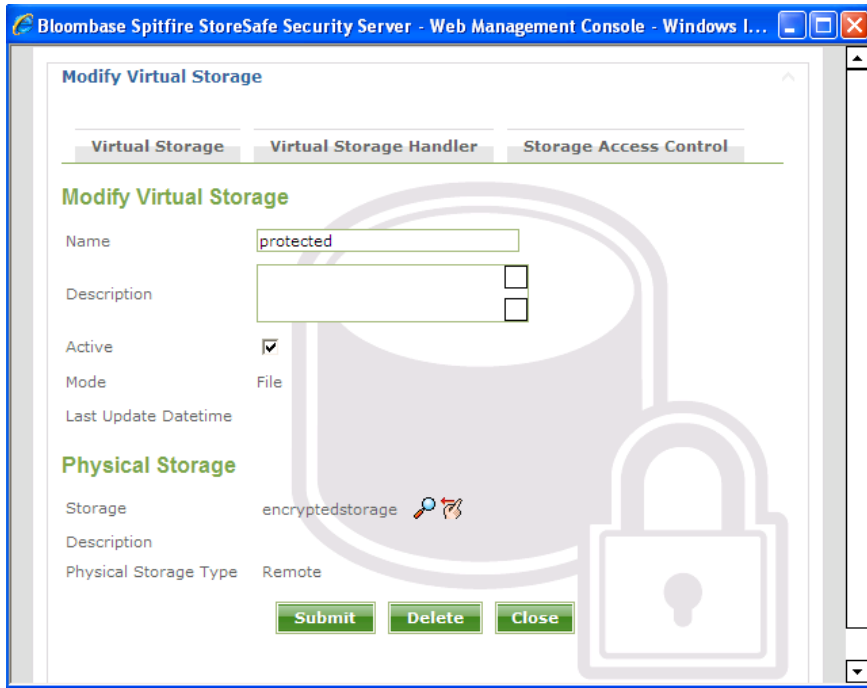 Bloombase Spitfire StoreSafe Security Server - Web Management Console - Windows I...
Modify Virtual Storage
Virtual Storage Virtual Storage Handler Storage Access Control
Modify Virtual Storage
Name protected
Description
Active
Mode File
Last Update Datetime
Physical Storage
Storage encryptedstorage
Description
Physical Storage Type Remote
Submit Delete Close